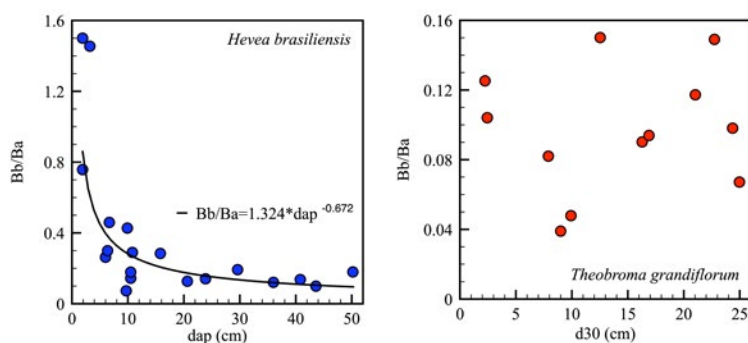 1.6
1.2
0.8
0.4
0
Bb/Ba
Hevea brasiliensis
Bb/Ba=1.324*dap -0.672
0 10 20 30 40 50
dap (cm)
0.16
0.12
0.08
0.04
0.00
Bb/Ba
Theobroma grandiflorum
0 5 10 15 20 25
d30 (cm)